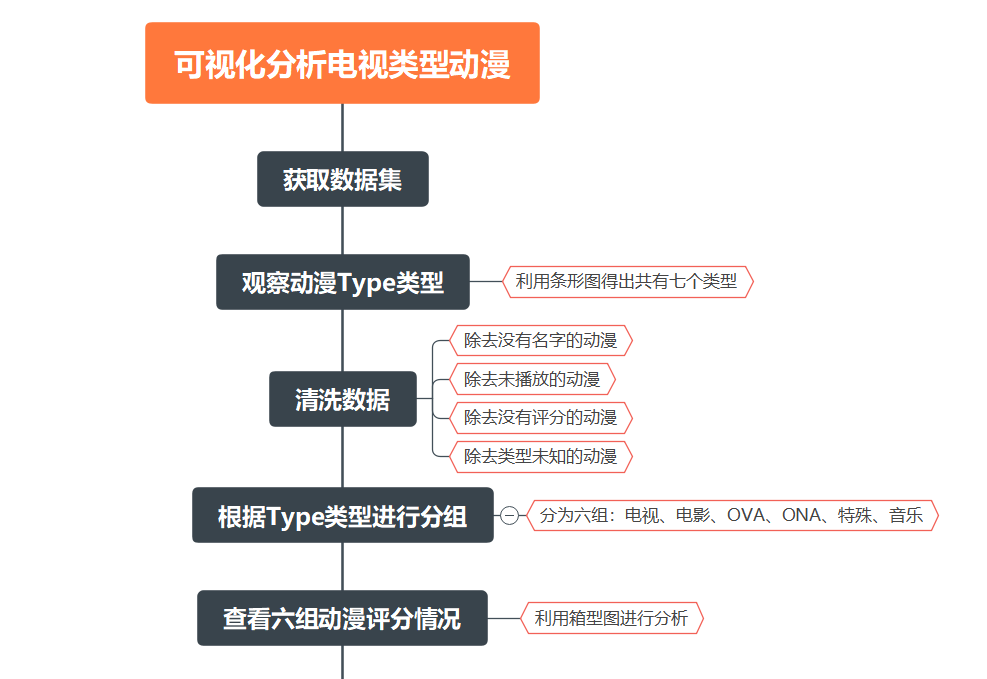 可视化分析电视类型动漫
获取数据集
观察动漫Type类型
利用条形图得出共有七个类型
清洗数据
除去没有名字的动漫
除去未播放的动漫
除去没有评分的动漫
除去类型未知的动漫
根据Type类型进行分组
分为六组：电视、电影、OVA、ONA、特殊、音乐
查看六组动漫评分情况
利用箱型图进行分析